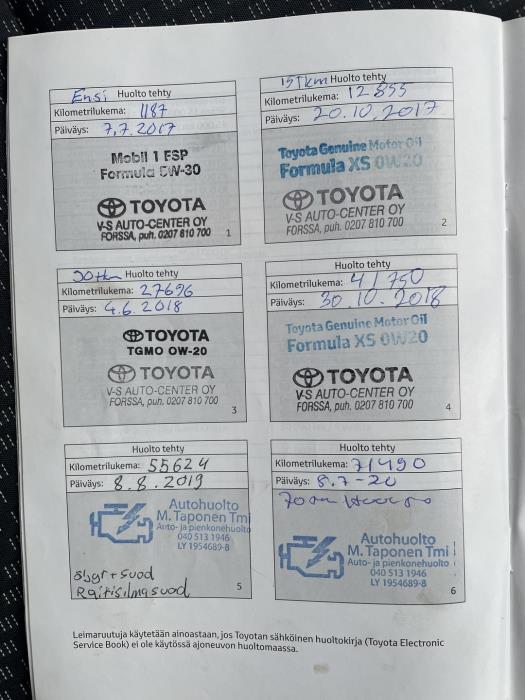 Ensi Huolto tehty
Kilometrilukema: 1187
Päiväys: 7.7.2017
Mobil 1 FSP
Formula 5W-30
TOYOTA
V-S AUTO-CENTER OY
FORSSA, puh. 0207 810 700
1
15tkm Huolto tehty
Kilometrilukema: 12855
Päiväys: 20.10.2017
Toyota Genuine Motor Oil
Formula XS 0W20
TOYOTA
V-S AUTO-CENTER OY
FORSSA, puh. 0207 810 700
2
30tkm Huolto tehty
Kilometrilukema: 27696
Päiväys: 4.6.2018
TOYOTA
TGMO 0W-20
TOYOTA
V-S AUTO-CENTER OY
FORSSA, puh. 0207 810 700
3
Huolto tehty
Kilometrilukema: 41750
Päiväys: 30.10.2018
Toyota Genuine Motor Oil
Formula XS 0W20
TOYOTA
V-S AUTO-CENTER OY
FORSSA, puh. 0207 810 700
4
Huolto tehty
Kilometrilukema: 55624
Päiväys: 8.8.2019
Autohuolto
M. Taponen Tmi
Auto- ja pienkonehuolto
040 513 1946
LY 1954689-8
öljyt+suod
Raitisilmasuod
5
Huolto tehty
Kilometrilukema: 71490
Päiväys: 8.7-20
Autohuolto
M. Taponen Tmi
Auto- ja pienkonehuolto
040 513 1946
LY 1954689-8
6
Leimaruutuja käytetään ainoastaan, jos Toyotan sähköinen huoltokirja (Toyota Electronic
Service Book) ei ole käytössä ajoneuvon huoltomaassa.